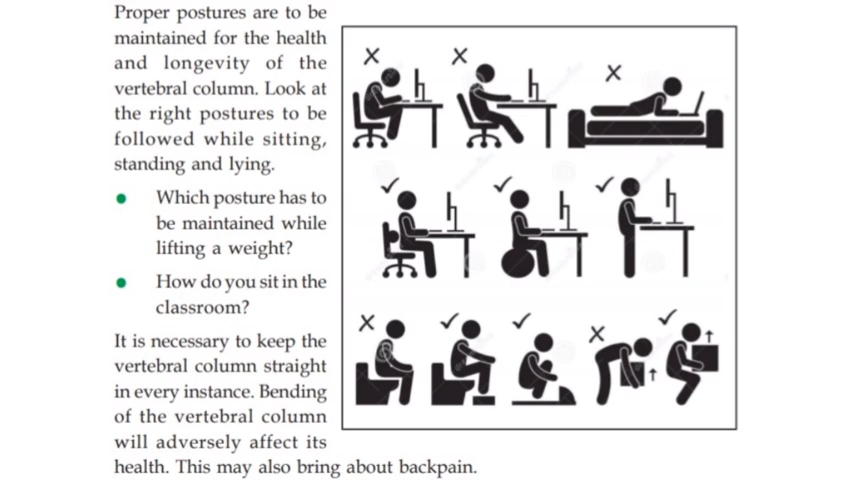 Proper postures are to be
maintained for the health
and longevity of the
vertebral column. Look at
the right postures to be
followed while sitting,
standing and lying.
Which posture has to
be maintained while
lifting a weight?
How do you sit in the
classroom?
It is necessary to keep the
vertebral column straight
in every instance. Bending
of the vertebral column
will adversely affect its
health. This may also bring about backpain.